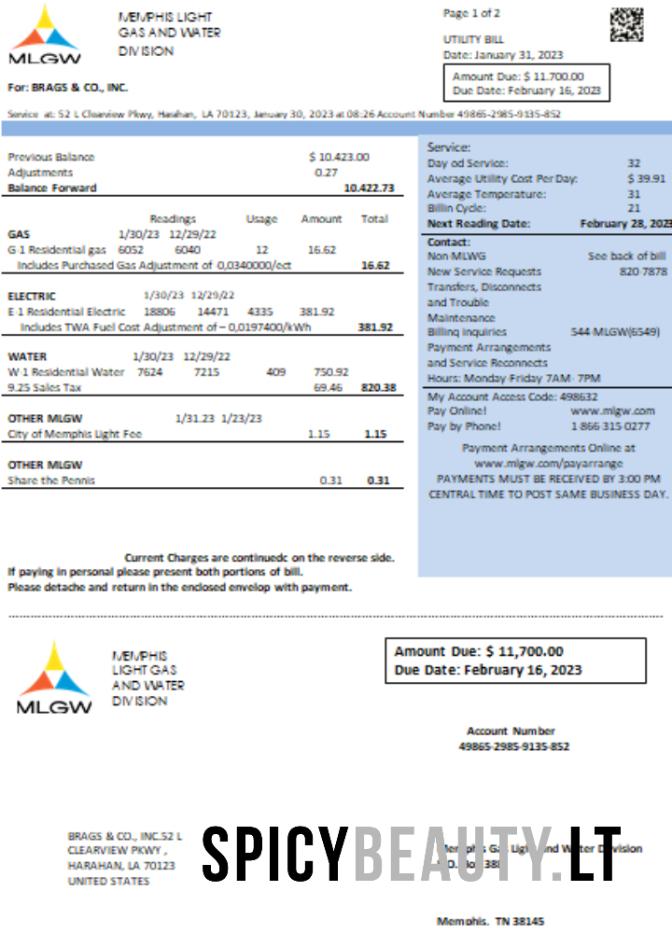 MLGW
MEMPHIS LIGHT
GAS AND WATER
DIVISION
Page 1 of 2
UTILITY BILL
Date: January 31, 2023
Amount Due: $ 11.700.00
Due Date: February 16, 2023
For: BRAGS & CO., INC.
Service at: 52 L Clearview Pkwy, Harahan, LA 70123, January 30, 2023 at 08:26 Account Number 49865-2985-9135-852
Previous Balance $ 10.423.00
Adjustments 0.27
Balance Forward 10.422.73
Readings Usage Amount Total
GAS 1/30/23 12/29/22
G-1 Residential gas 6052 6040 12 16.62
Includes Purchased Gas Adjustment of 0,0340000/ect 16.62
ELECTRIC 1/30/23 12/29/22
E-1 Residential Electric 18806 14471 4335 381.92
Includes TWA Fuel Cost Adjustment of – 0,0197400/kWh 381.92
WATER 1/30/23 12/29/22
W-1 Residential Water 7624 7215 409 750.92
9.25 Sales Tax 69.46 820.38
OTHER MLGW 1/31.23 1/23/23
City of Memphis Light Fee 1.15 1.15
OTHER MLGW
Share the Pennis 0.31 0.31
Current Charges are continuedc on the reverse side.
If paying in personal please present both portions of bill.
Please detache and return in the enclosed envelop with payment.
Service:
Day od Service: 32
Average Utility Cost Per Day: $ 39.91
Average Temperature: 31
Billin Cycle: 21
Next Reading Date: February 28, 2023
Contact:
Non MLWG See back of bill
New Service Requests 820-7878
Transfers, Disconnects
and Trouble
Maintenance
Billing inquiries 544-MLGW(6549)
Payment Arrangements
and Service Reconnects
Hours: Monday-Friday 7AM- 7PM
My Account Access Code: 498632
Pay Online! www.mlgw.com
Pay by Phone! 1 866 315 0277
Payment Arrangements Online at
www.mlgw.com/payarrange
PAYMENTS MUST BE RECEIVED BY 3:00 PM
CENTRAL TIME TO POST SAME BUSINESS DAY.
MLGW
MEMPHIS
LIGHT GAS
AND WATER
DIVISION
Amount Due: $ 11,700.00
Due Date: February 16, 2023
Account Number
49865-2985-9135-852
BRAGS & CO., INC.52 L
CLEARVIEW PKWY ,
HARAHAN, LA 70123
UNITED STATES
SPICYBEAUTY.LT
Memphis Gas Light and Water Division
P.O. Box 388
Memphis. TN 38145